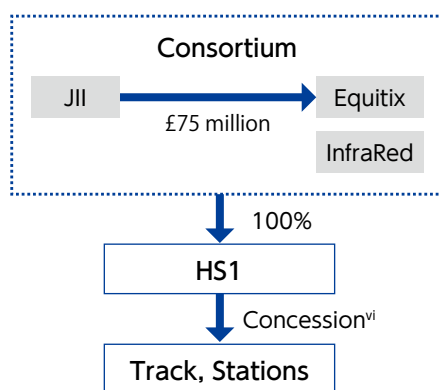 Consortium
JII
Equitix
£75 million
InfraRed
100%
HS1
Concessionvi
Track, Stations